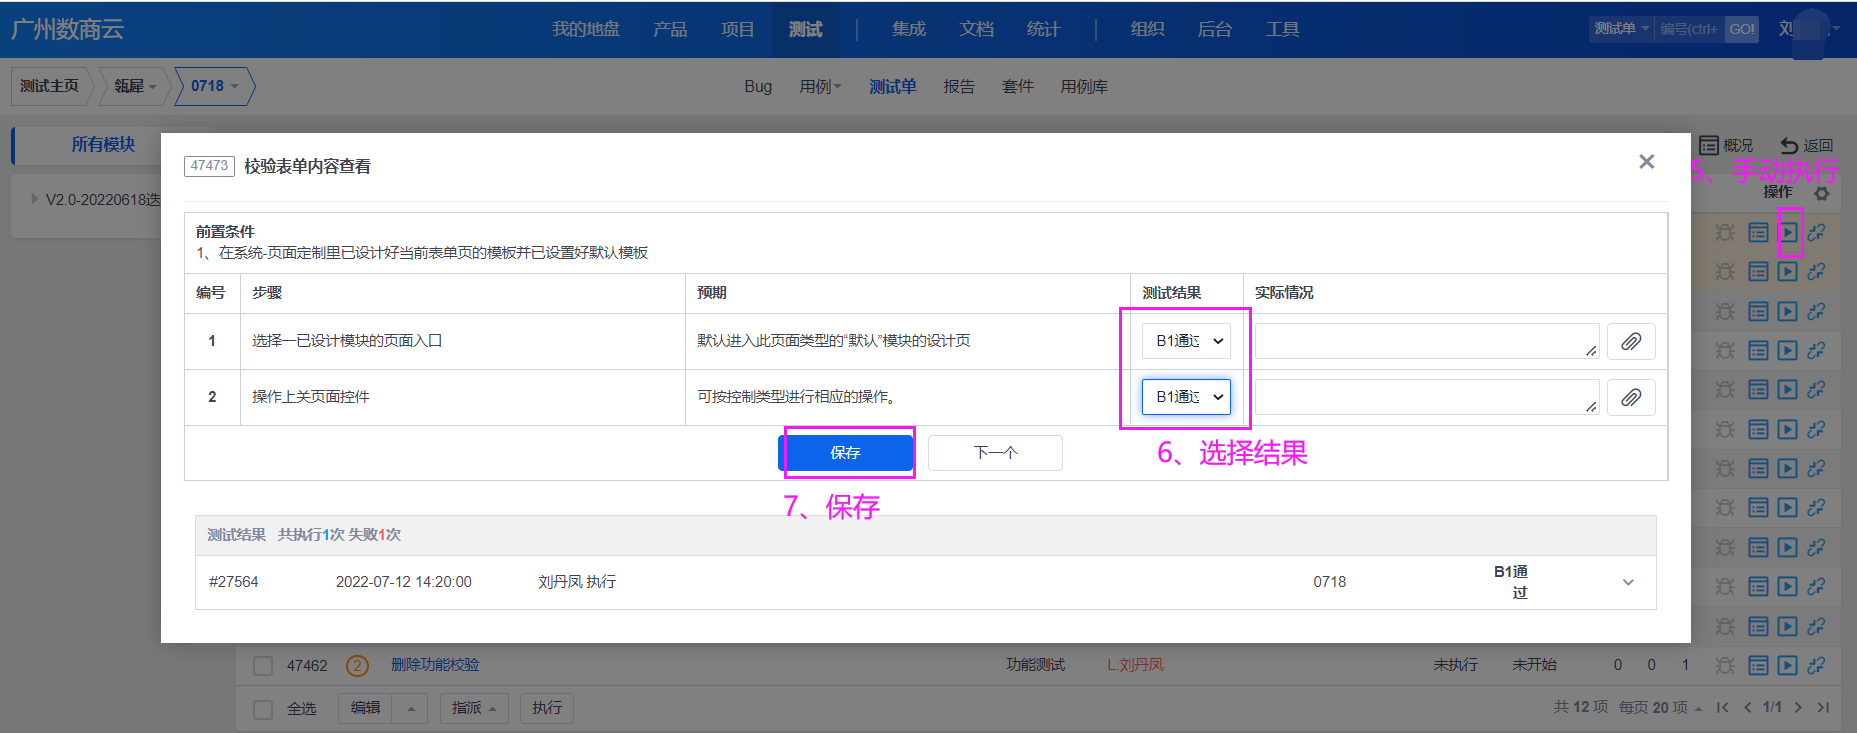 广州数商云
我的地盘 产品 项目 测试 集成 文档 统计 组织 后台 工具
测试单 编号(ctrl+ GO! 刘
测试主页 瓴犀 0718
Bug 用例 测试单 报告 套件 用例库
所有模块
概况 返回
5、手动执行
操作
V2.0-20220618迭
47473 校验表单内容查看
前置条件
1、在系统-页面定制里已设计好当前表单页的模板并已设置好默认模板
编号 步骤 预期 测试结果 实际情况
1 选择一已设计模块的页面入口 默认进入此页面类型的“默认”模块的设计页 B1通过
2 操作上关页面控件 可按控制类型进行相应的操作。 B1通过
保存 下一个
6、选择结果
7、保存
测试结果 共执行1次 失败1次
#27564 2022-07-12 14:20:00 刘丹凤 执行 0718 B1通
过
47462 2 删除功能校验 功能测试 L:刘丹凤 未执行 未开始 0 0 1
全选 编辑 指派 执行
共 12 项 每页 20 项 1/1